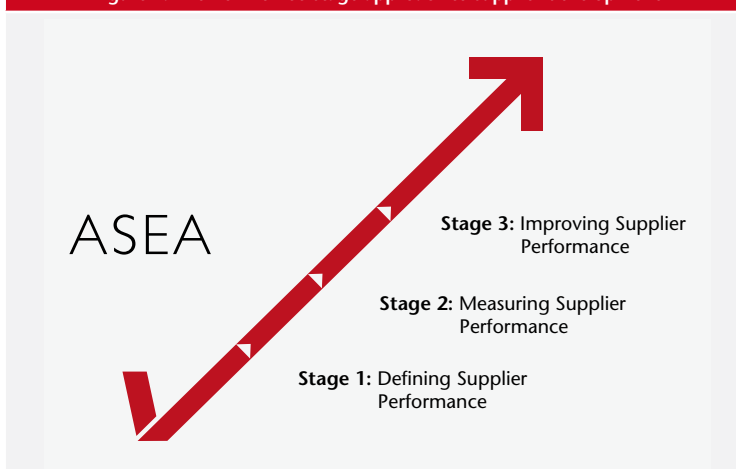 ASEA
Stage 3: Improving Supplier
Performance
Stage 2: Measuring Supplier
Performance
Stage 1: Defining Supplier
Performance